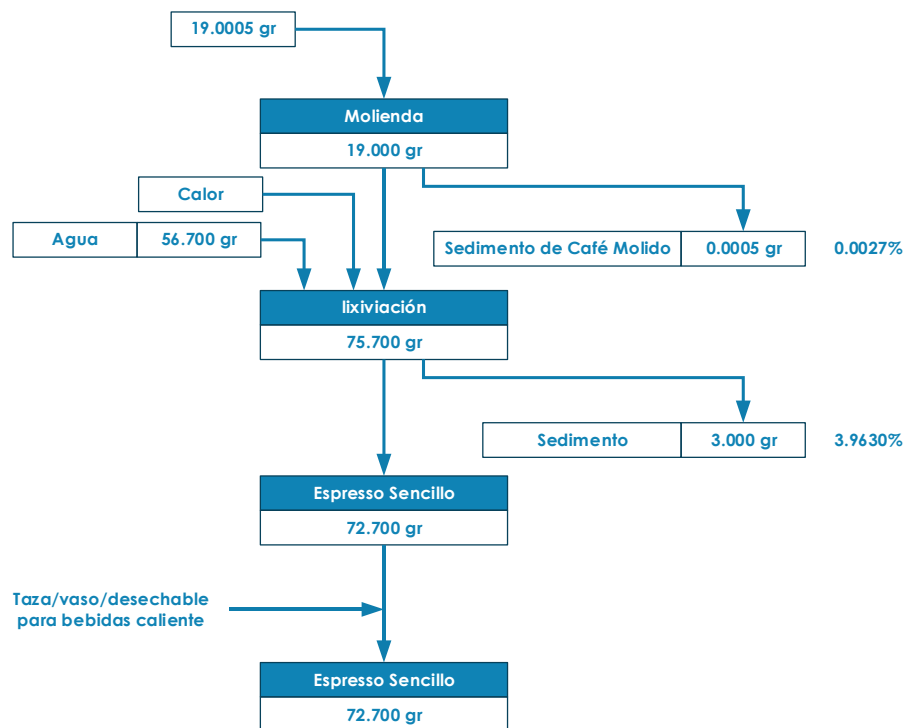 19.0005 gr
Molienda
19.000 gr
Calor
Agua 56.700 gr
Sedimento de Café Molido 0.0005 gr 0.0027%
lixiviación
75.700 gr
Sedimento 3.000 gr 3.9630%
Espresso Sencillo
72.700 gr
Taza/vaso/desechable
para bebidas caliente
Espresso Sencillo
72.700 gr